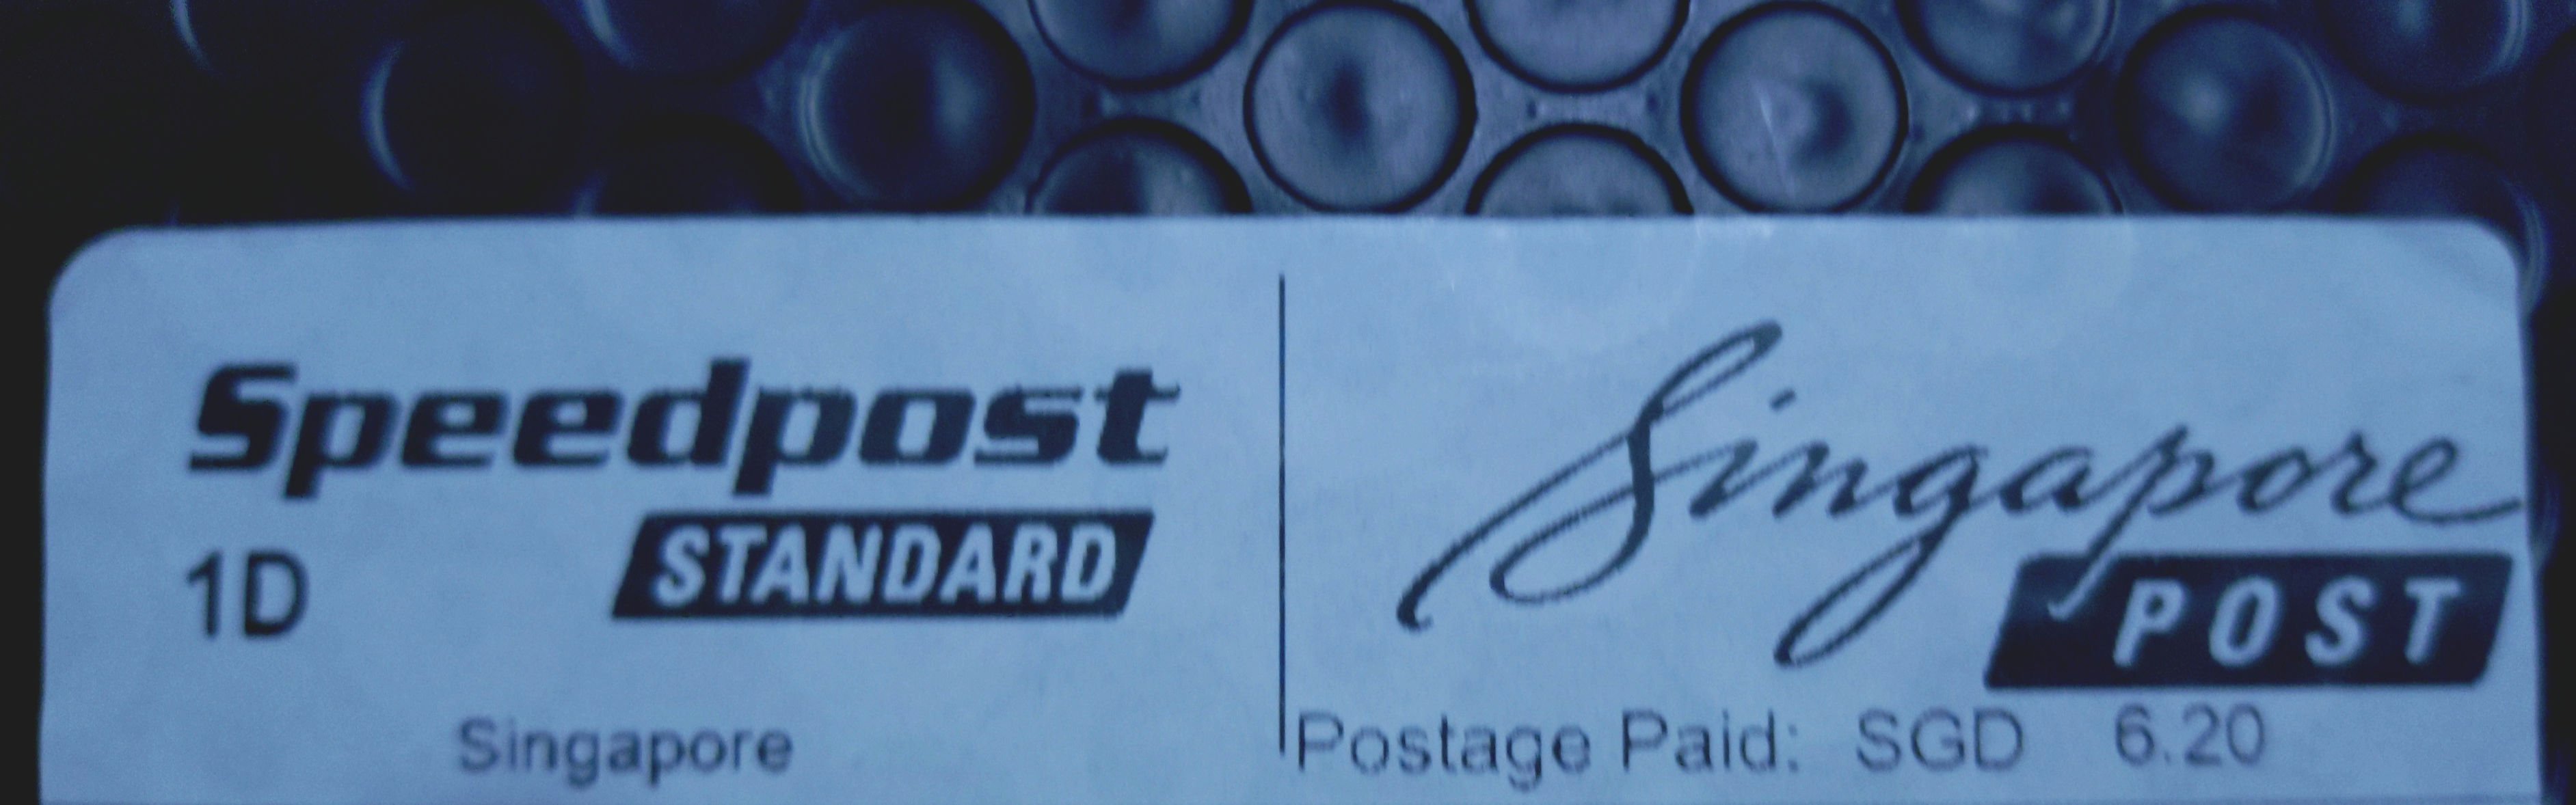 Speedpost
STANDARD
1D
Singapore
Singapore
POST
Postage Paid: SGD 6.20